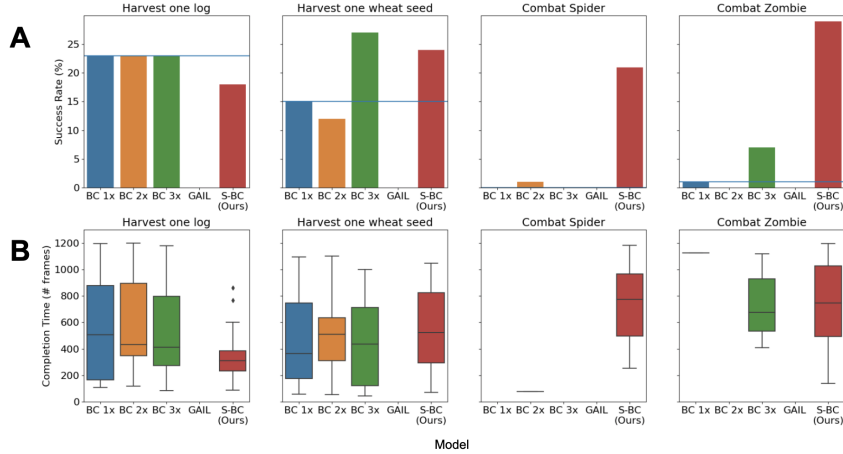 A
Harvest one log
Harvest one wheat seed
Combat Spider
Combat Zombie
Success Rate (%)
25
20
15
10
5
0
BC 1x BC 2x BC 3x GAIL S-BC
(Ours)
BC 1x BC 2x BC 3x GAIL S-BC
(Ours)
BC 1x BC 2x BC 3x GAIL S-BC
(Ours)
BC 1x BC 2x BC 3x GAIL S-BC
(Ours)
B
Harvest one log
Harvest one wheat seed
Combat Spider
Combat Zombie
Completion Time (# frames)
1200
1000
800
600
400
200
0
BC 1x BC 2x BC 3x GAIL S-BC
(Ours)
BC 1x BC 2x BC 3x GAIL S-BC
(Ours)
BC 1x BC 2x BC 3x GAIL S-BC
(Ours)
BC 1x BC 2x BC 3x GAIL S-BC
(Ours)
Model